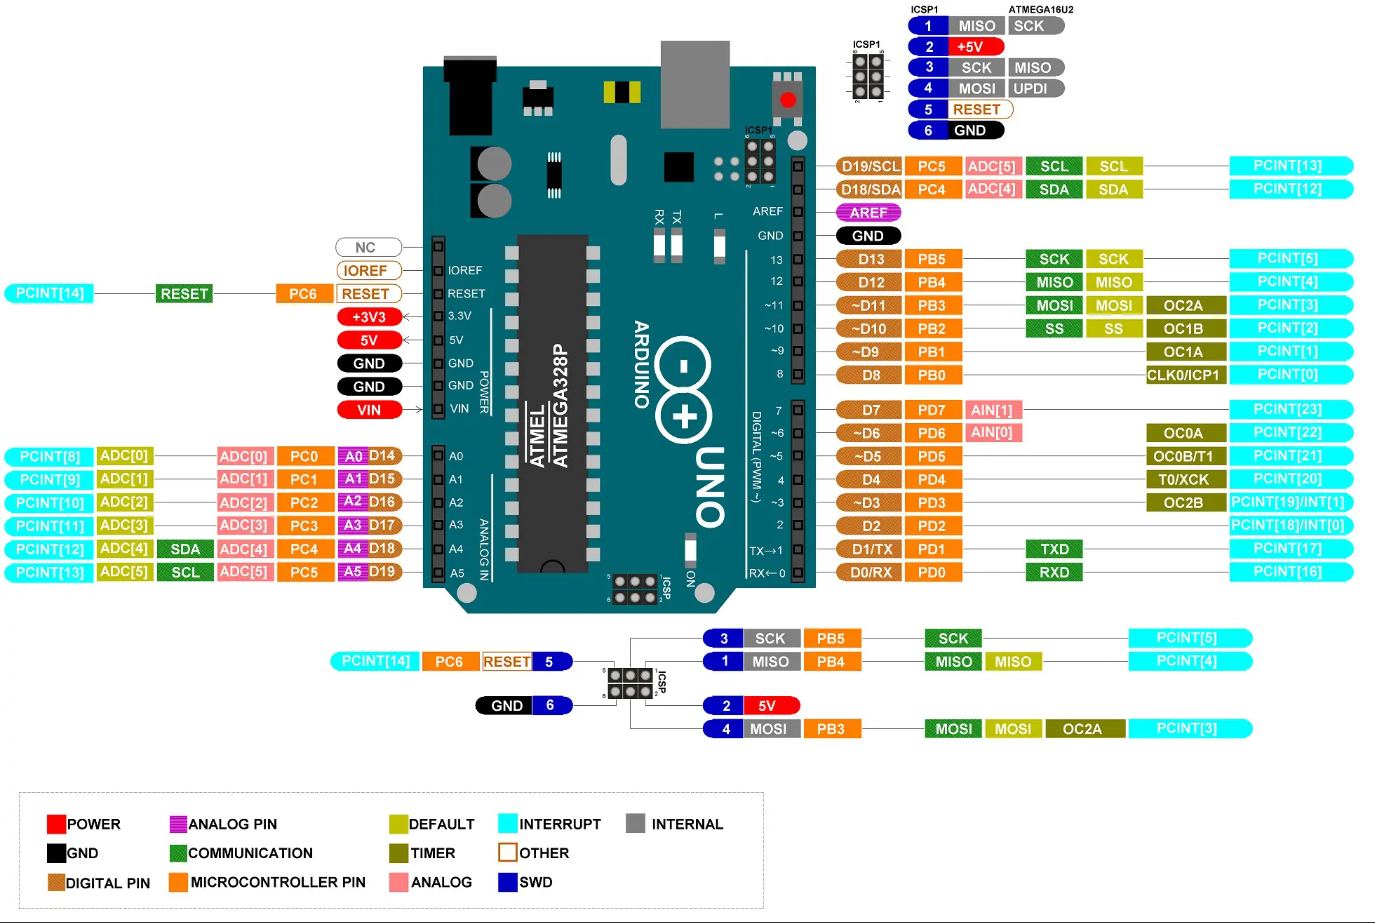 ICSP1 ATMEGA16U2
1 MISO SCK
2 +5V
3 SCK MISO
4 MOSI UPDI
5 RESET
6 GND
ICSP1
ICSP1
D19/SCL PC5 ADC[5] SCL SCL PCINT[13]
D18/SDA PC4 ADC[4] SDA SDA PCINT[12]
AREF AREF
GND GND
13 D13 PB5 SCK SCK PCINT[5]
12 D12 PB4 MISO MISO PCINT[4]
~11 ~D11 PB3 MOSI MOSI OC2A PCINT[3]
~10 ~D10 PB2 SS SS OC1B PCINT[2]
~9 ~D9 PB1 OC1A PCINT[1]
8 D8 PB0 CLK0/ICP1 PCINT[0]
7 D7 PD7 AIN[1] PCINT[23]
~6 ~D6 PD6 AIN[0] OC0A PCINT[22]
~5 ~D5 PD5 OC0B/T1 PCINT[21]
4 D4 PD4 T0/XCK PCINT[20]
~3 ~D3 PD3 OC2B PCINT[19]/INT[1]
2 D2 PD2 PCINT[18]/INT[0]
TX→1 D1/TX PD1 TXD PCINT[17]
RX←0 D0/RX PD0 RXD PCINT[16]
NC
IOREF IOREF
PCINT[14] RESET PC6 RESET RESET
+3V3 3.3V
5V 5V
GND GND
GND GND
VIN VIN
PCINT[8] ADC[0] ADC[0] PC0 A0 D14 A0
PCINT[9] ADC[1] ADC[1] PC1 A1 D15 A1
PCINT[10] ADC[2] ADC[2] PC2 A2 D16 A2
PCINT[11] ADC[3] ADC[3] PC3 A3 D17 A3
PCINT[12] ADC[4] SDA ADC[4] PC4 A4 D18 A4
PCINT[13] ADC[5] SCL ADC[5] PC5 A5 D19 A5
POWER
ANALOG IN
RX
TX
L
ATMEL
ATMEGA328P
ARDUINO
UNO
DIGITAL (PWM ~)
ON
ICSP
3 SCK PB5 SCK PCINT[5]
PCINT[14] PC6 RESET 5
1 MISO PB4 MISO MISO PCINT[4]
ICSP
GND 6
2 5V
4 MOSI PB3 MOSI MOSI OC2A PCINT[3]
POWER ANALOG PIN DEFAULT INTERRUPT INTERNAL
GND COMMUNICATION TIMER OTHER
DIGITAL PIN MICROCONTROLLER PIN ANALOG SWD